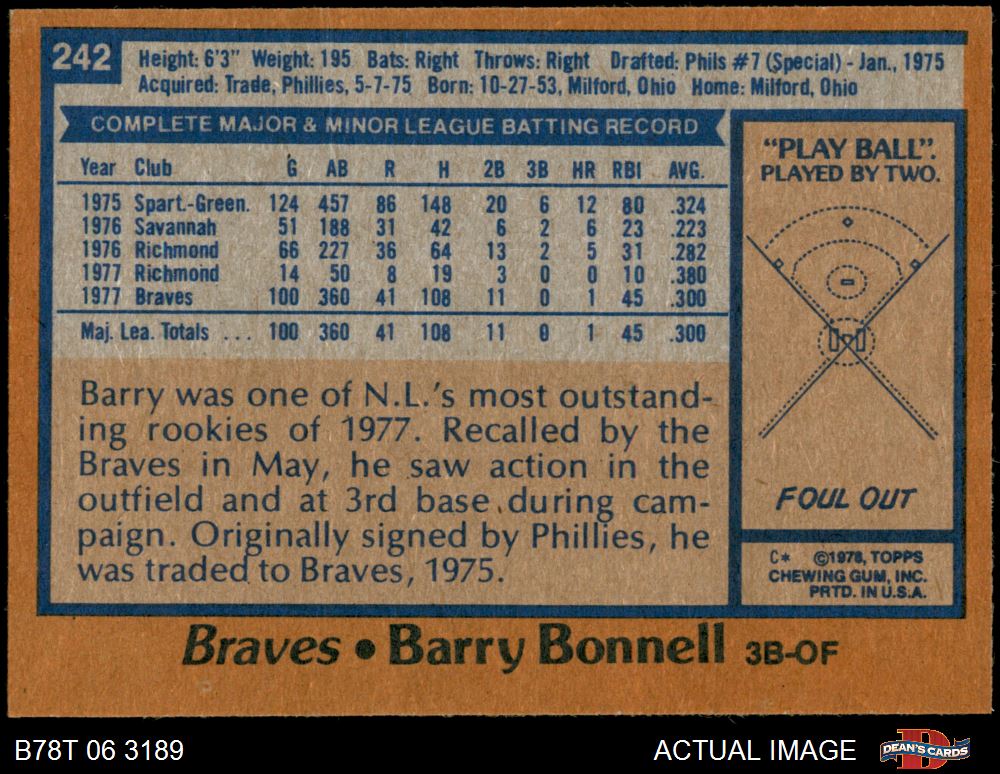 242
Height: 6'3" Weight: 195 Bats: Right Throws: Right Drafted: Phils #7 (Special) - Jan., 1975
Acquired: Trade, Phillies, 5-7-75 Born: 10-27-53, Milford, Ohio Home: Milford, Ohio
COMPLETE MAJOR & MINOR LEAGUE BATTING RECORD
Year Club G AB R H 2B 3B HR RBI AVG.
1975 Spart.-Green. 124 457 86 148 20 6 12 80 .324
1976 Savannah 51 188 31 42 6 2 6 23 .223
1976 Richmond 66 227 36 64 13 2 5 31 .282
1977 Richmond 14 50 8 19 3 0 0 10 .380
1977 Braves 100 360 41 108 11 0 1 45 .300
Maj. Lea. Totals ... 100 360 41 108 11 0 1 45 .300
Barry was one of N.L.'s most outstand-
ing rookies of 1977. Recalled by the
Braves in May, he saw action in the
outfield and at 3rd base during cam-
paign. Originally signed by Phillies, he
was traded to Braves, 1975.
"PLAY BALL".
PLAYED BY TWO.
FOUL OUT
C* ©1978, TOPPS
CHEWING GUM, INC.
PRTD. IN U.S.A.
Braves • Barry Bonnell 3B-OF
B78T 06 3189
ACTUAL IMAGE
DEAN'S CARDS